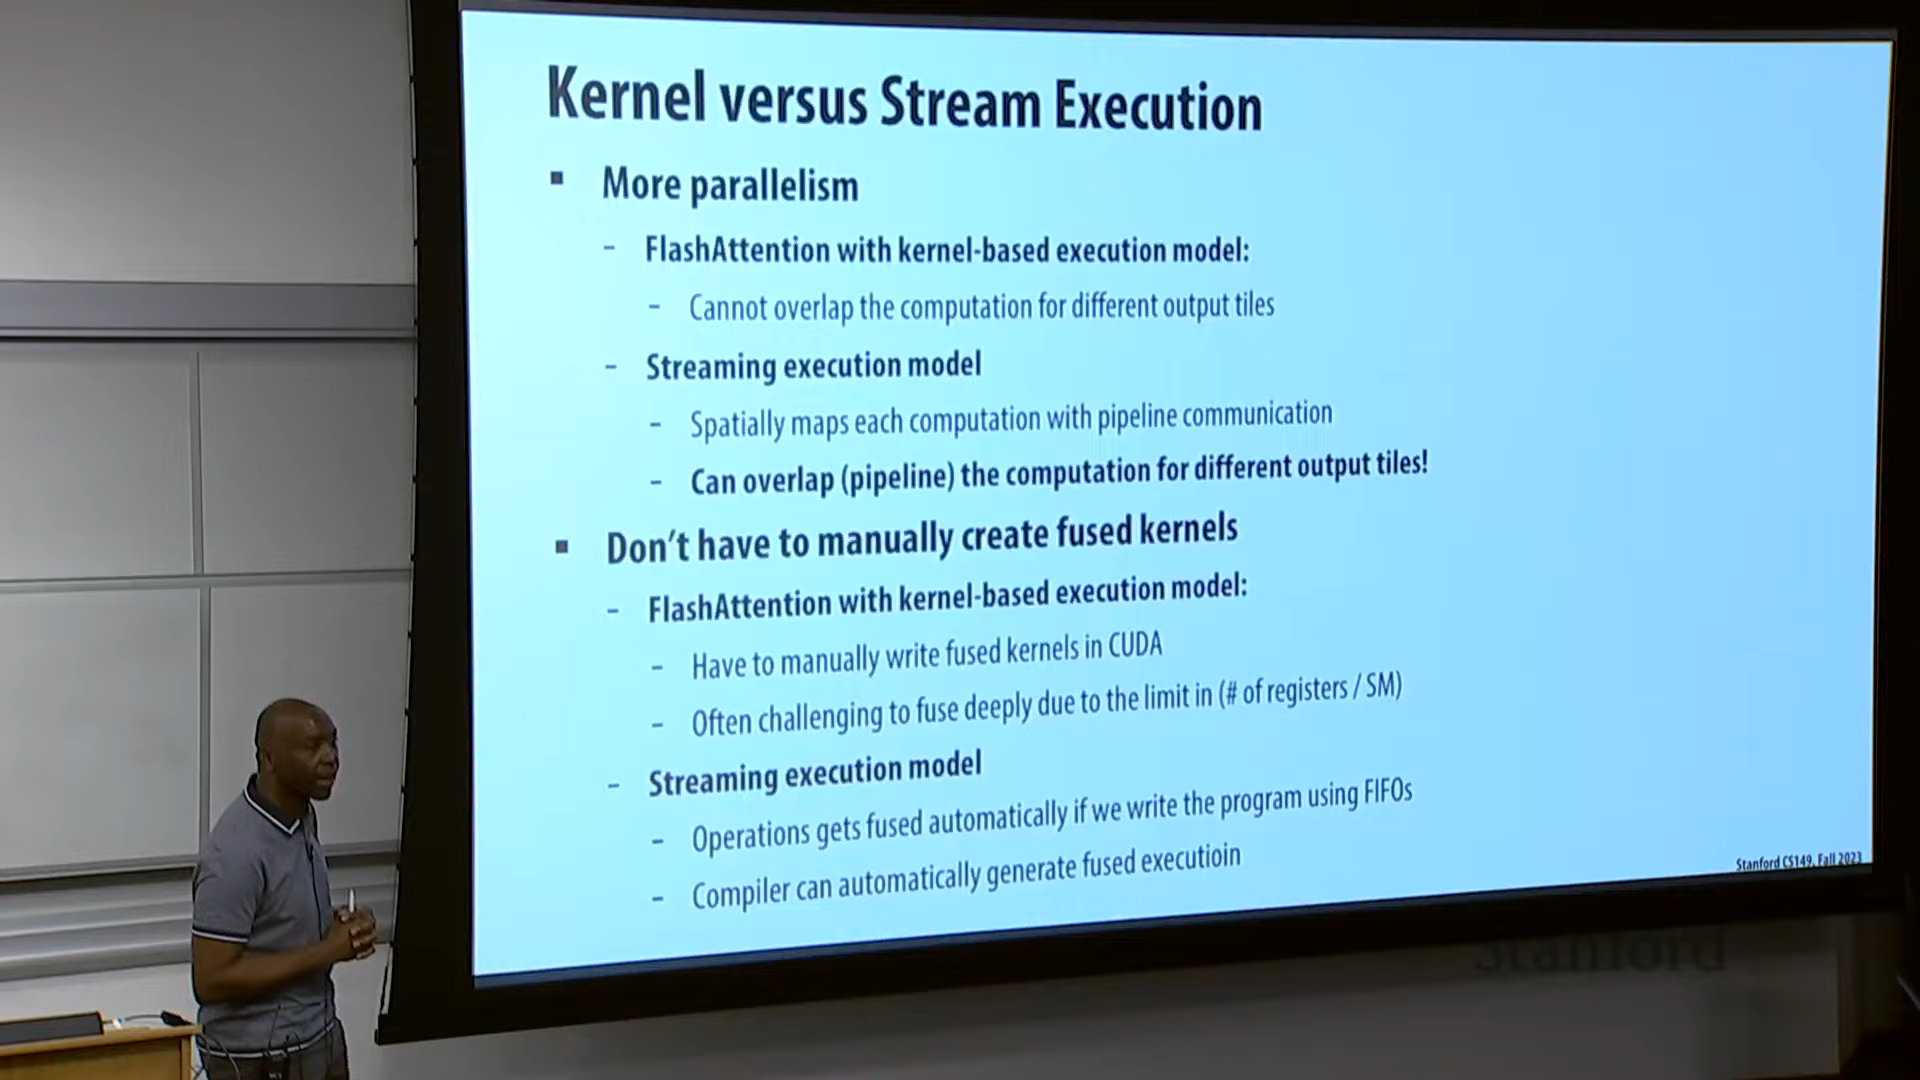 Kernel versus Stream Execution
▪ More parallelism
– FlashAttention with kernel-based execution model:
– Cannot overlap the computation for different output tiles
– Streaming execution model
– Spatially maps each computation with pipeline communication
– Can overlap (pipeline) the computation for different output tiles!
▪ Don't have to manually create fused kernels
– FlashAttention with kernel-based execution model:
– Have to manually write fused kernels in CUDA
– Often challenging to fuse deeply due to the limit in (# of registers / SM)
– Streaming execution model
– Operations gets fused automatically if we write the program using FIFOs
– Compiler can automatically generate fused executioin
Stanford CS149, Fall 2023
Stanford